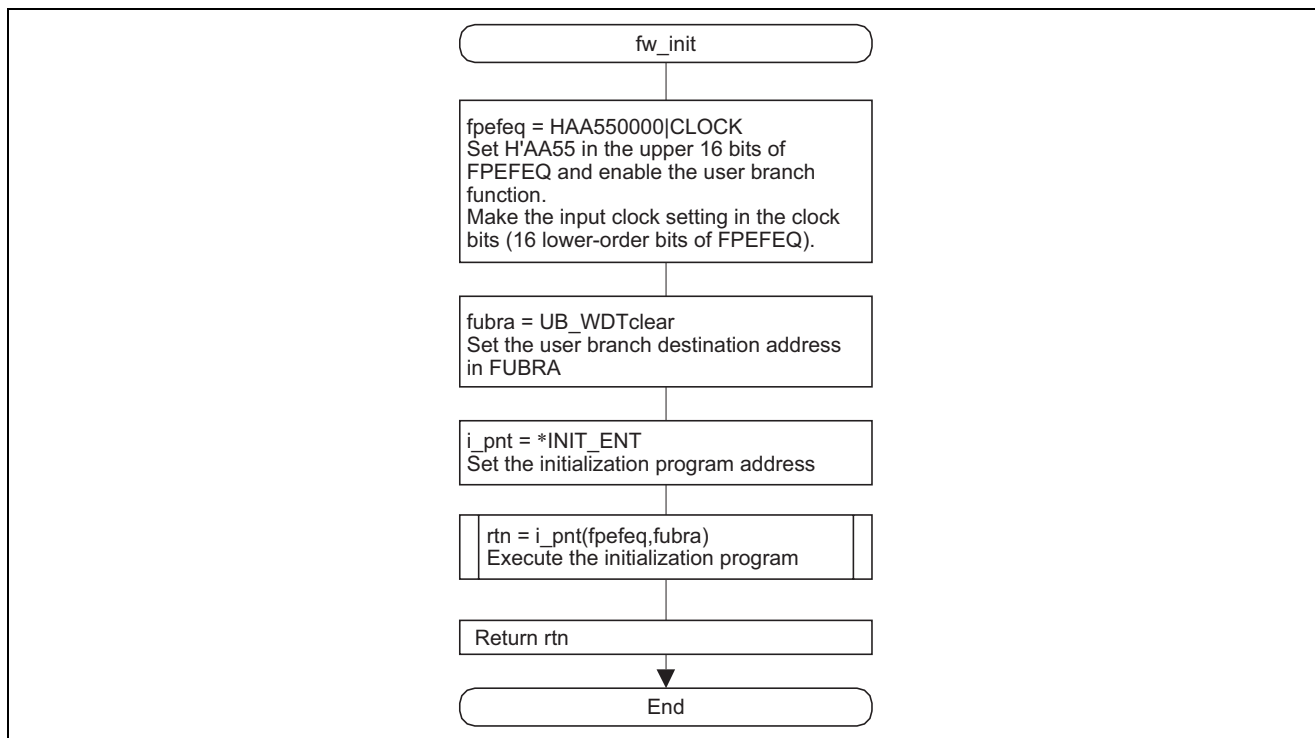 fw_init
fpefeq = HAA550000|CLOCK
Set H'AA55 in the upper 16 bits of
FPEFEQ and enable the user branch
function.
Make the input clock setting in the clock
bits (16 lower-order bits of FPEFEQ).
fubra = UB_WDTclear
Set the user branch destination address
in FUBRA
i_pnt = *INIT_ENT
Set the initialization program address
rtn = i_pnt(fpefeq,fubra)
Execute the initialization program
Return rtn
End